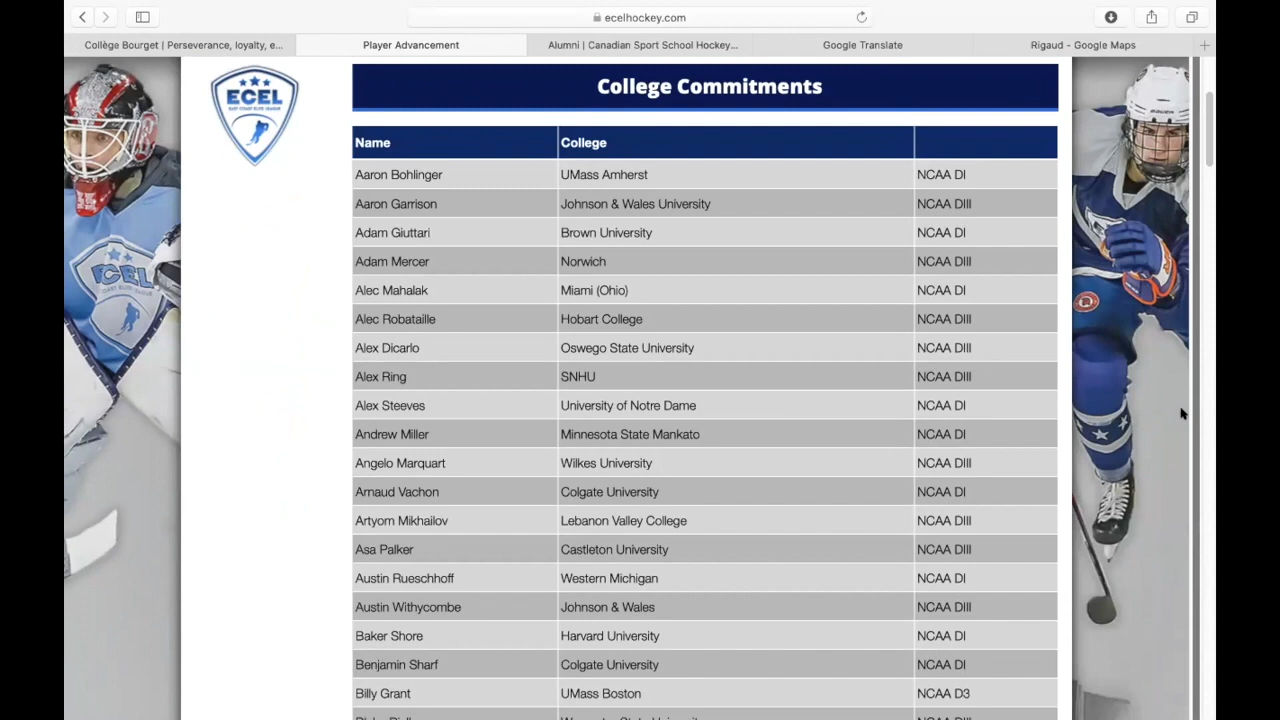 ecelhockey.com
Collège Bourget | Perseverance, loyalty, e...
Player Advancement
Alumni | Canadian Sport School Hockey...
Google Translate
Rigaud - Google Maps
ECEL
EAST COAST ELITE LEAGUE
College Commitments
Name College
Aaron Bohlinger UMass Amherst NCAA DI
Aaron Garrison Johnson & Wales University NCAA DIII
Adam Giuttari Brown University NCAA DI
Adam Mercer Norwich NCAA DIII
Alec Mahalak Miami (Ohio) NCAA DI
Alec Robataille Hobart College NCAA DIII
Alex Dicarlo Oswego State University NCAA DIII
Alex Ring SNHU NCAA DIII
Alex Steeves University of Notre Dame NCAA DI
Andrew Miller Minnesota State Mankato NCAA DI
Angelo Marquart Wilkes University NCAA DIII
Arnaud Vachon Colgate University NCAA DI
Artyom Mikhailov Lebanon Valley College NCAA DIII
Asa Palker Castleton University NCAA DIII
Austin Rueschhoff Western Michigan NCAA DI
Austin Withycombe Johnson & Wales NCAA DIII
Baker Shore Harvard University NCAA DI
Benjamin Sharf Colgate University NCAA DI
Billy Grant UMass Boston NCAA D3